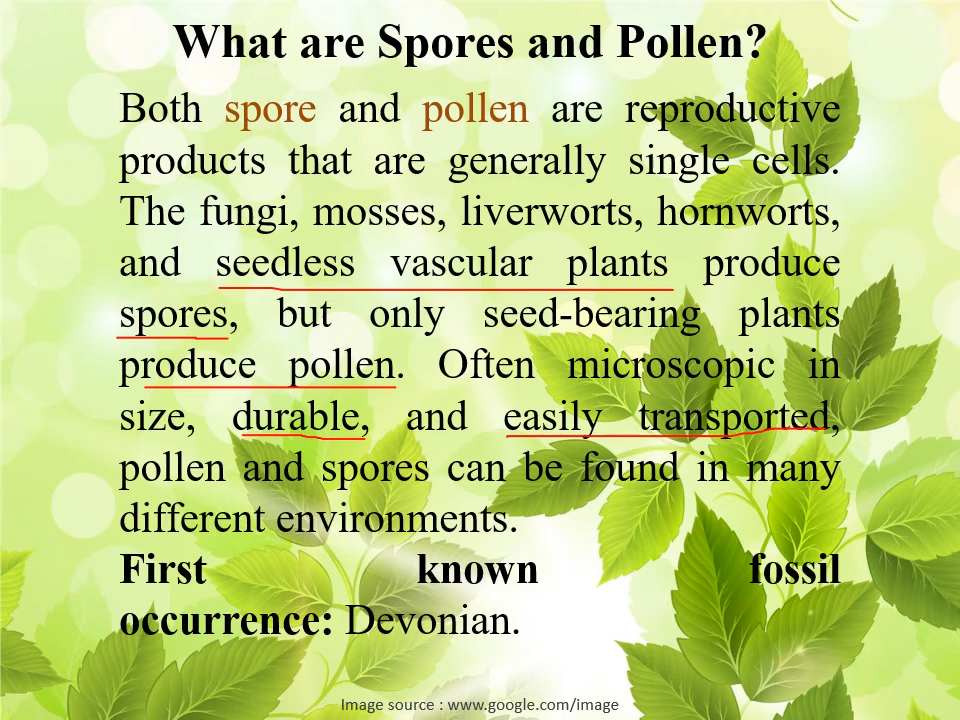 What are Spores and Pollen?
Both spore and pollen are reproductive
products that are generally single cells.
The fungi, mosses, liverworts, hornworts,
and seedless vascular plants produce
spores, but only seed-bearing plants
produce pollen. Often microscopic in
size, durable, and easily transported,
pollen and spores can be found in many
different environments.
First known fossil
occurrence: Devonian.
Image source : www.google.com/image